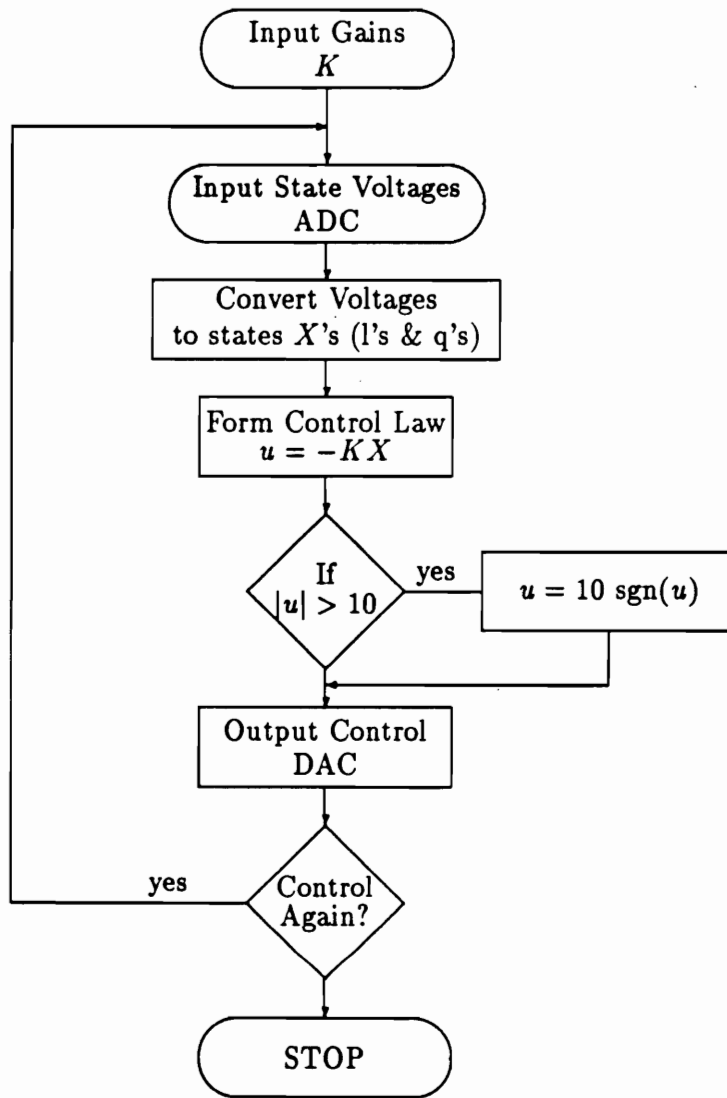 Input Gains
K
Input State Voltages
ADC
Convert Voltages
to states X's (l's & q's)
Form Control Law
u = −KX
If
|u| > 10
yes
u = 10 sgn(u)
Output Control
DAC
yes
Control
Again?
STOP